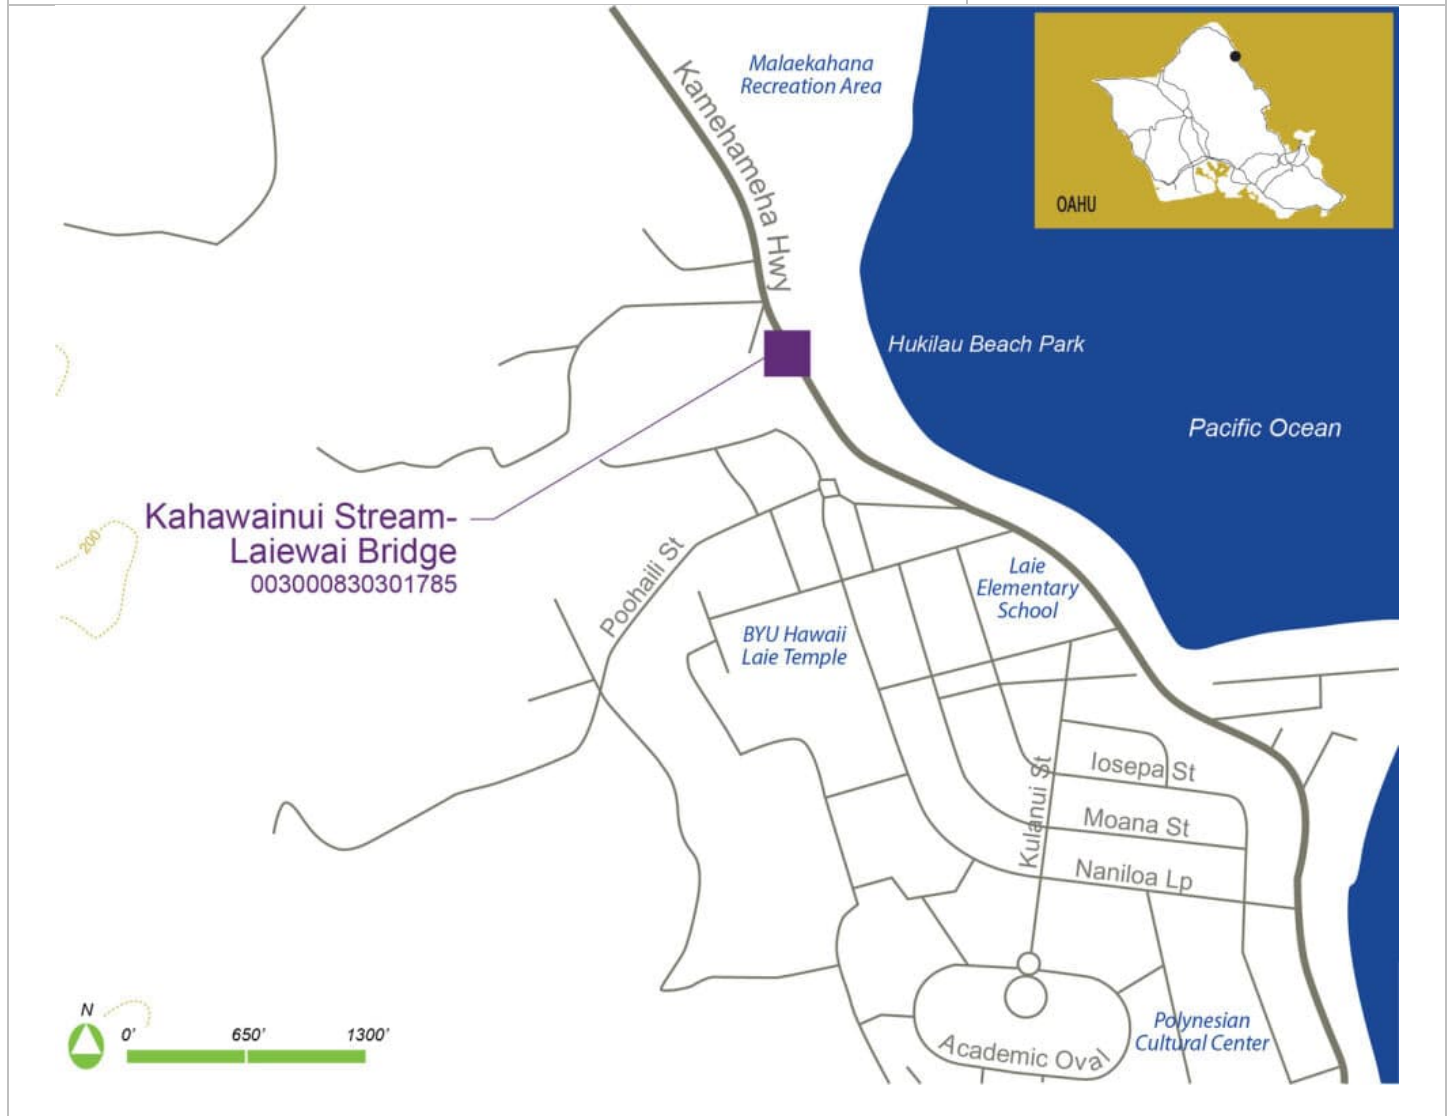 Malaekahana
Recreation Area
Kamehameha Hwy
OAHU
Hukilau Beach Park
Pacific Ocean
Kahawainui Stream-
Laiewai Bridge
003000830301785
200
Poohaili St
Laie
Elementary
School
BYU Hawaii
Laie Temple
Iosepa St
Kulanui St
Moana St
Naniloa Lp
N
0' 650' 1300'
Polynesian
Cultural Center
Academic Oval